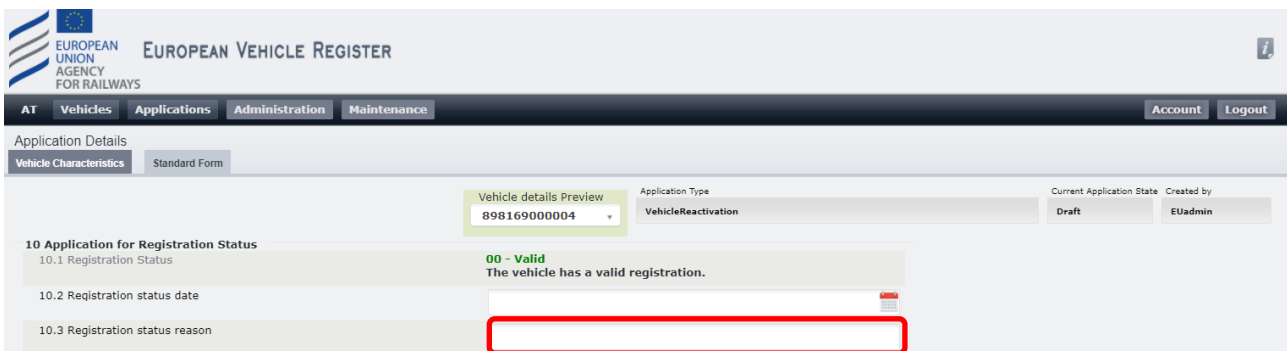 EUROPEAN
UNION
AGENCY
FOR RAILWAYS
EUROPEAN VEHICLE REGISTER
i
AT Vehicles Applications Administration Maintenance Account Logout
Application Details
Vehicle Characteristics Standard Form
Vehicle details Preview Application Type Current Application State Created by
898169000004 VehicleReactivation Draft EUadmin
10 Application for Registration Status
10.1 Registration Status 00 - Valid
The vehicle has a valid registration.
10.2 Registration status date
10.3 Registration status reason